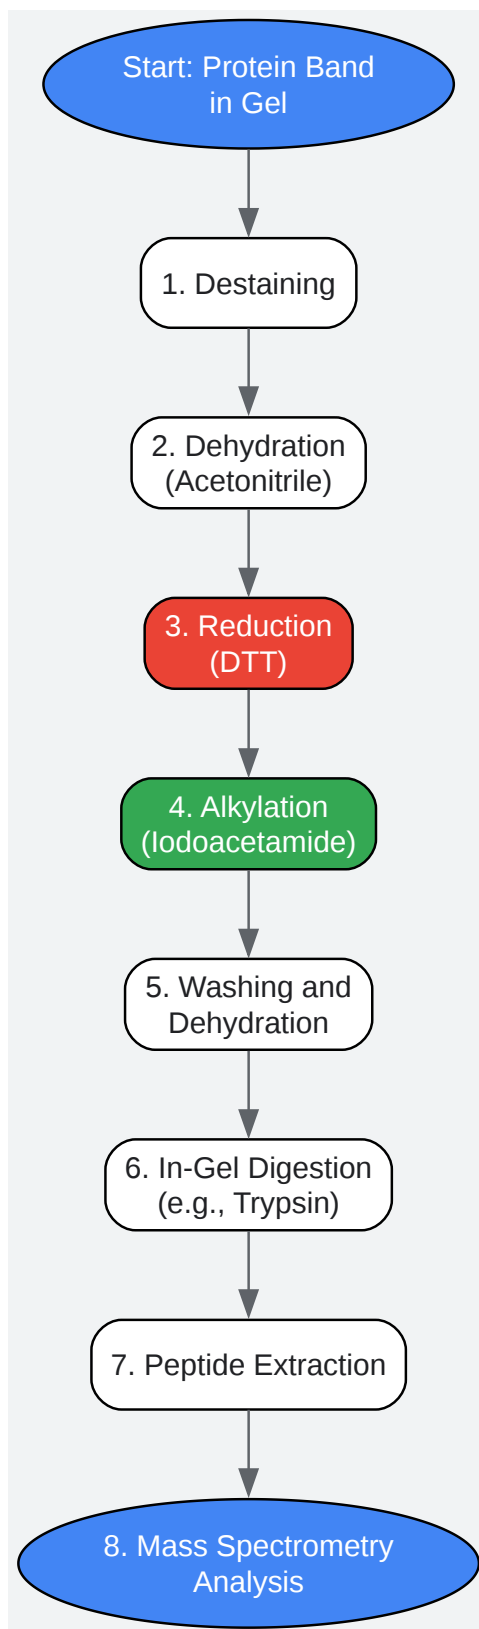 Start: Protein Band
in Gel
1. Destaining
2. Dehydration
(Acetonitrile)
3. Reduction
(DTT)
4. Alkylation
(Iodoacetamide)
5. Washing and
Dehydration
6. In-Gel Digestion
(e.g., Trypsin)
7. Peptide Extraction
8. Mass Spectrometry
Analysis